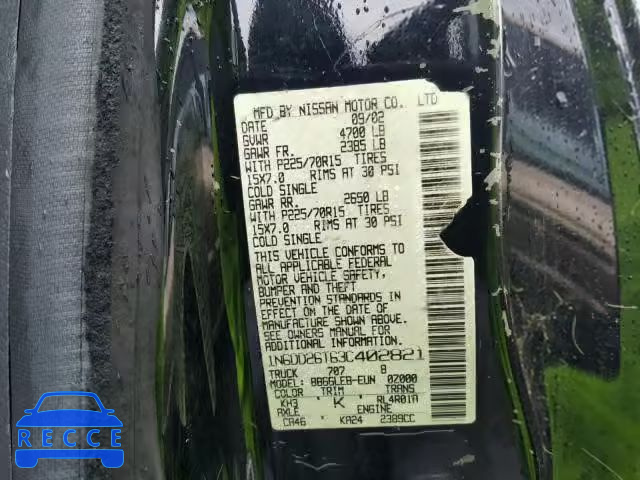 MFD BY NISSAN MOTOR CO. LTD
DATE 09/02
GVWR 4700 LB
GAWR FR. 2385 LB
WITH P225/70R15 TIRES
15X7.0 RIMS AT 30 PSI
COLD SINGLE
GAWR RR. 2650 LB
WITH P225/70R15 TIRES
15X7.0 RIMS AT 30 PSI
COLD SINGLE
THIS VEHICLE CONFORMS TO
ALL APPLICABLE FEDERAL
MOTOR VEHICLE SAFETY,
BUMPER AND THEFT
PREVENTION STANDARDS IN
EFFECT ON THE DATE OF
MANUFACTURE SHOWN ABOVE.
SEE OWNERS MANUAL FOR
ADDITIONAL INFORMATION.
1N6DD26T63C402821
TRUCK 707 8
MODEL BBGGLEB-EUN 0Z000
COLOR TRIM TRANS
KH3 K RL4R01A
AXLE ENGINE
CA46 KA24 2389CC
RECCE